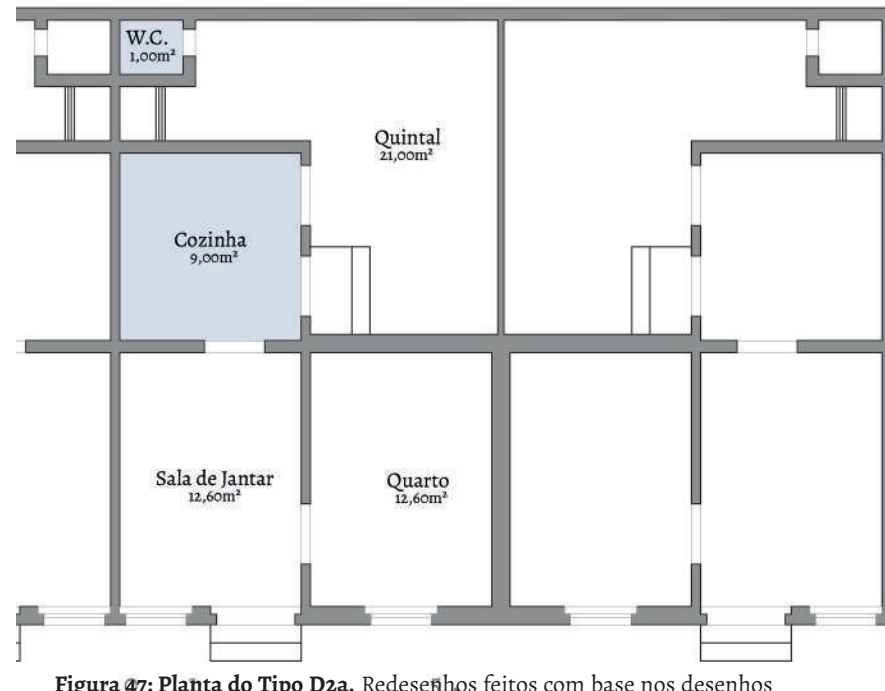 W.C.
1,00m²
Quintal
21,00m²
Cozinha
9,00m²
Sala de Jantar
12,60m²
Quarto
12,60m²
Figura 47: Planta do Tipo D2a. Redesenhos feitos com base nos desenhos